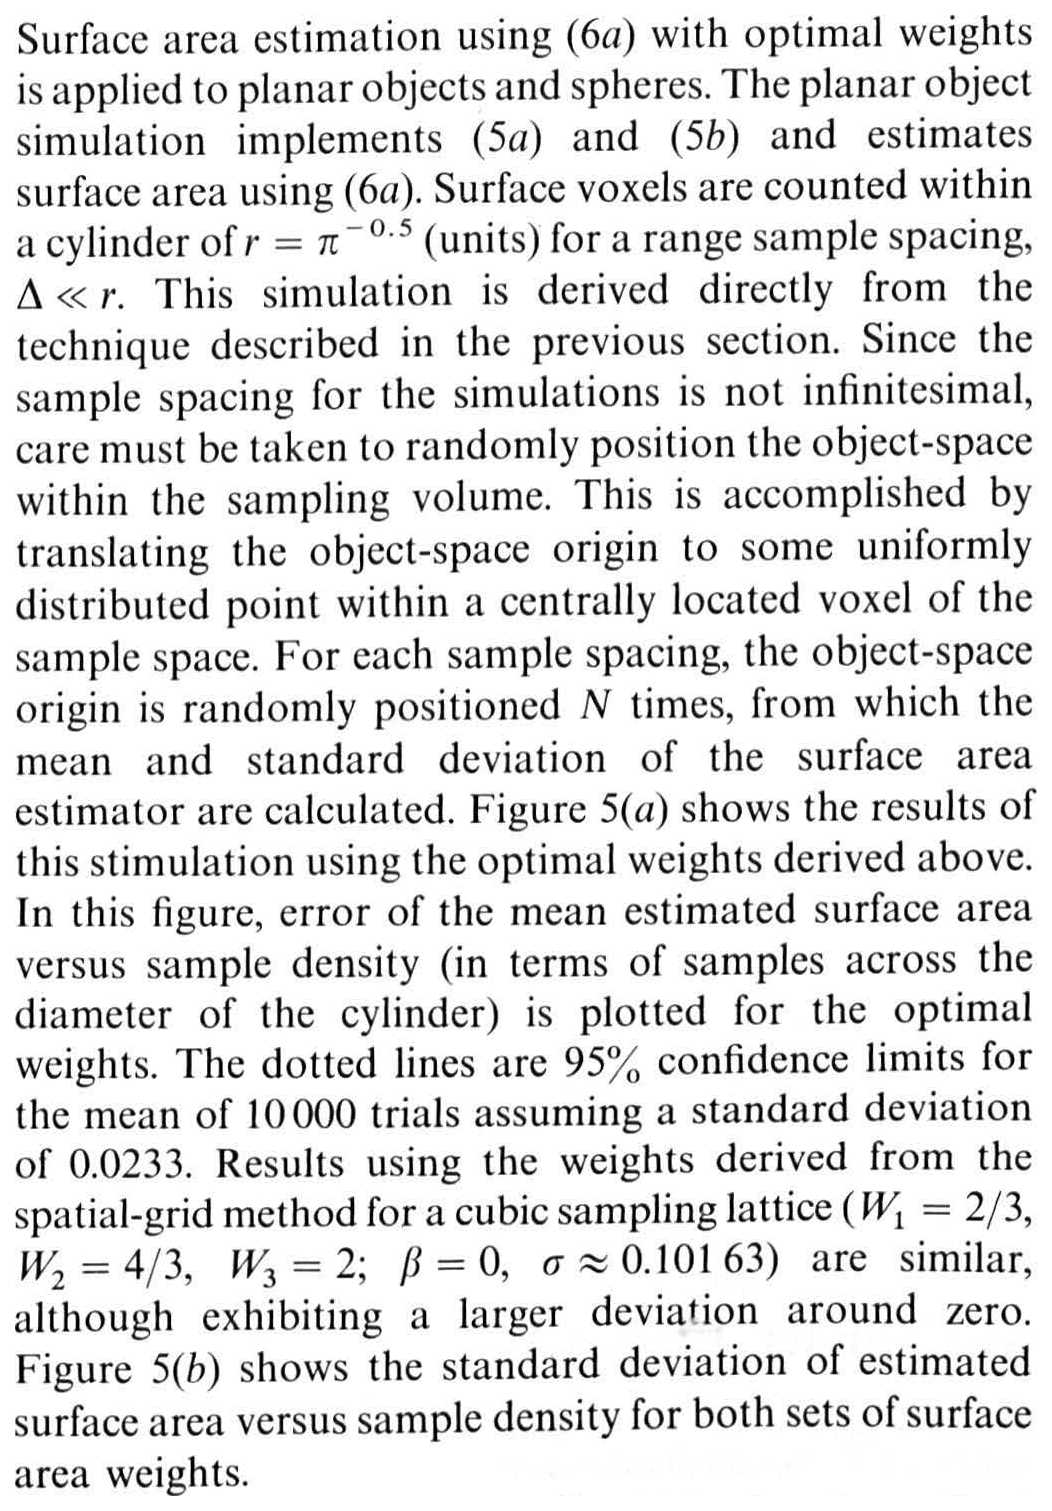 Surface area estimation using (6a) with optimal weights
is applied to planar objects and spheres. The planar object
simulation implements (5a) and (5b) and estimates
surface area using (6a). Surface voxels are counted within
a cylinder of r = π^−0.5 (units) for a range sample spacing,
Δ ≪ r. This simulation is derived directly from the
technique described in the previous section. Since the
sample spacing for the simulations is not infinitesimal,
care must be taken to randomly position the object-space
within the sampling volume. This is accomplished by
translating the object-space origin to some uniformly
distributed point within a centrally located voxel of the
sample space. For each sample spacing, the object-space
origin is randomly positioned N times, from which the
mean and standard deviation of the surface area
estimator are calculated. Figure 5(a) shows the results of
this stimulation using the optimal weights derived above.
In this figure, error of the mean estimated surface area
versus sample density (in terms of samples across the
diameter of the cylinder) is plotted for the optimal
weights. The dotted lines are 95% confidence limits for
the mean of 10 000 trials assuming a standard deviation
of 0.0233. Results using the weights derived from the
spatial-grid method for a cubic sampling lattice (W₁ = 2/3,
W₂ = 4/3, W₃ = 2; β = 0, σ ≈ 0.101 63) are similar,
although exhibiting a larger deviation around zero.
Figure 5(b) shows the standard deviation of estimated
surface area versus sample density for both sets of surface
area weights.